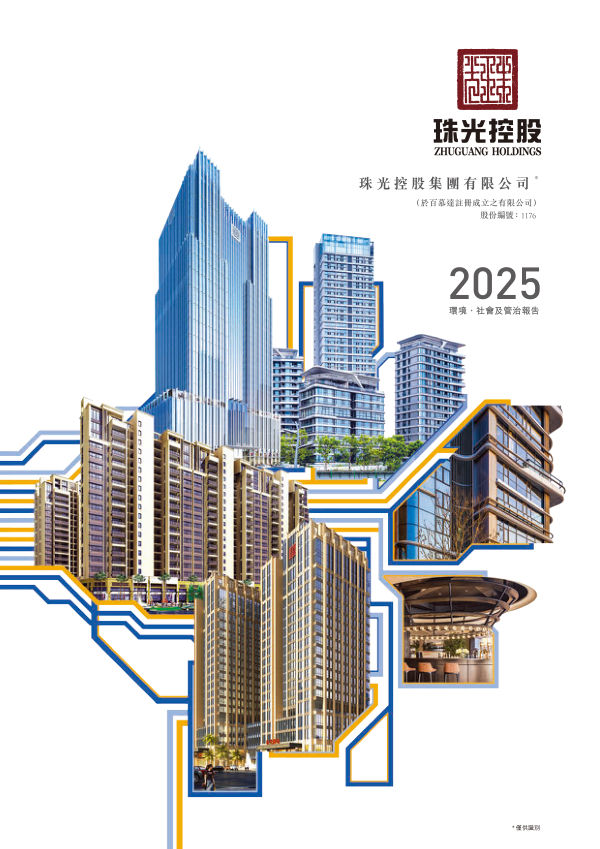 珠光控股
ZHUGUANG HOLDINGS
珠光控股集團有限公司*
（於百慕達註冊成立之有限公司）
股份編號：1176
2025
環境、社會及管治報告
*僅供識別